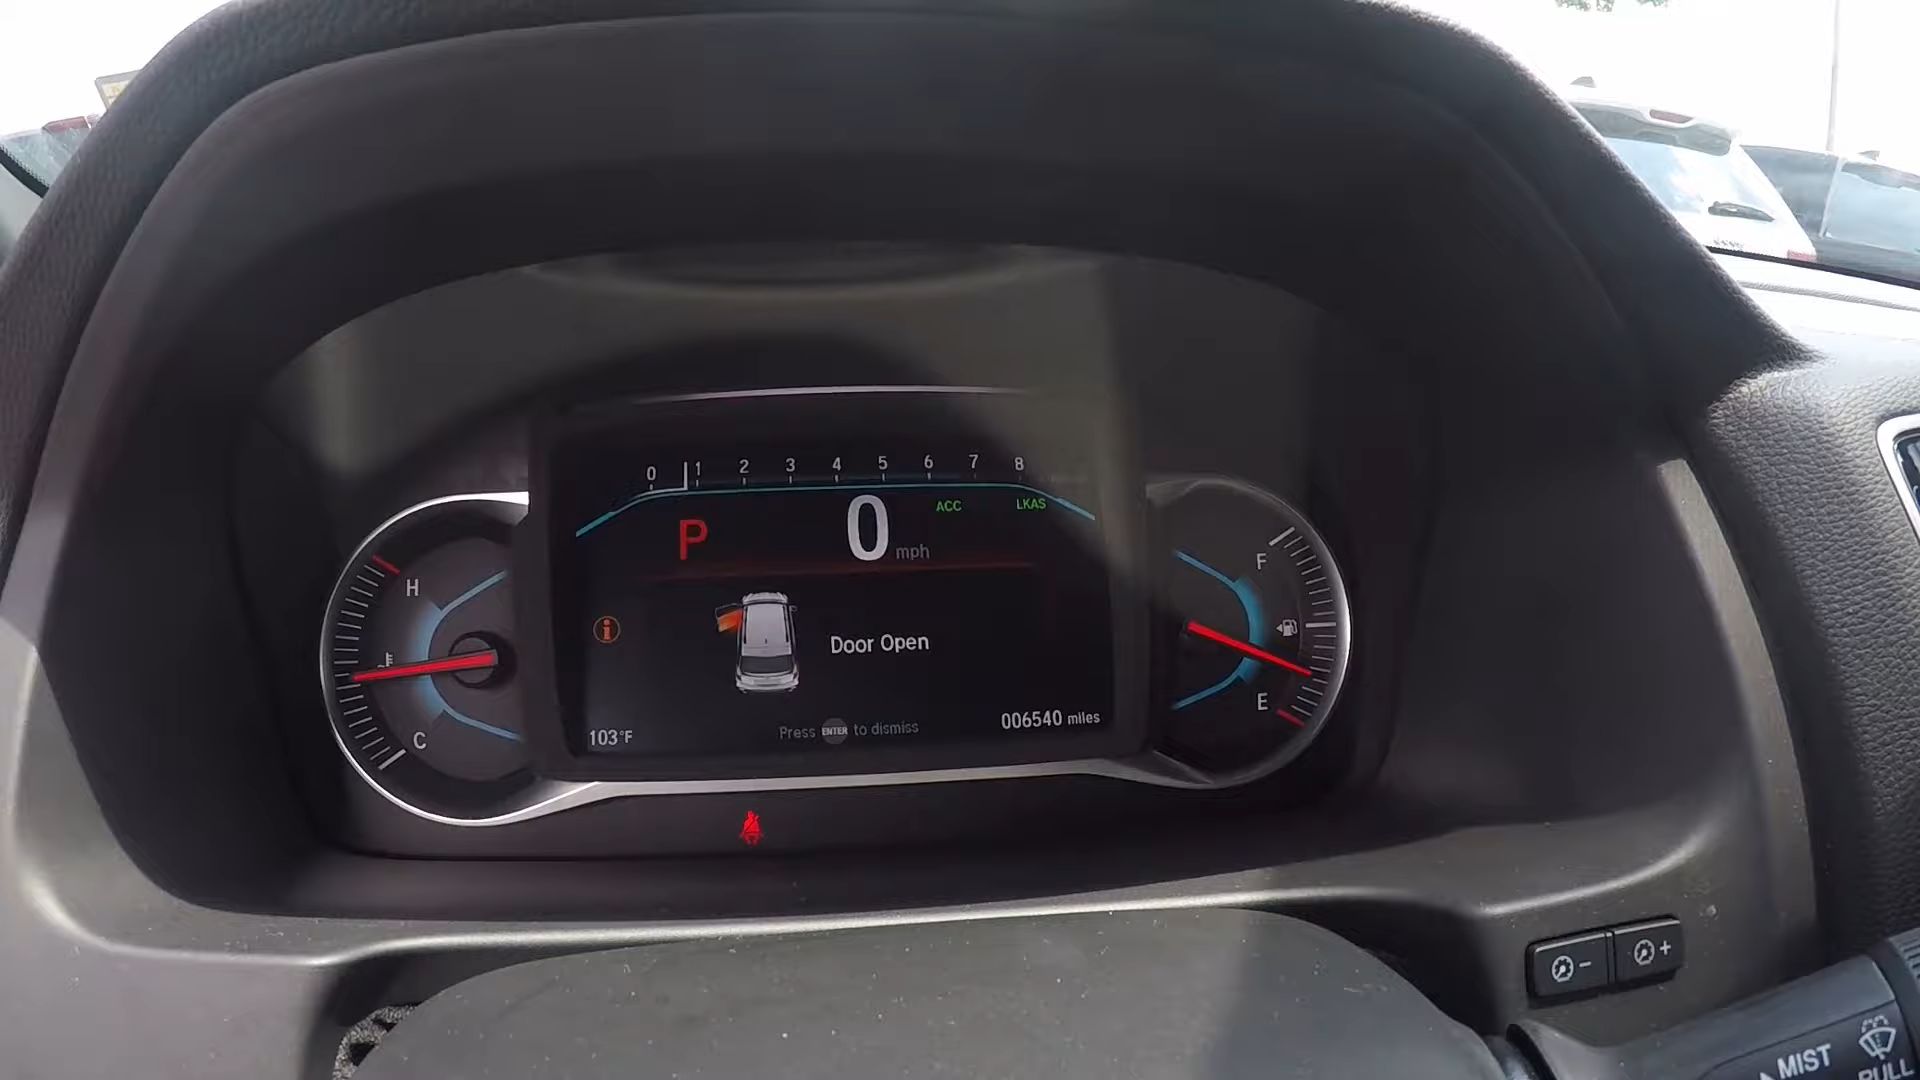 0 1 2 3 4 5 6 7 8
P
0 mph
ACC
LKAS
H
C
F
E
i
Door Open
Press ENTER to dismiss
103°F
006540 miles
-
+
MIST
PULL